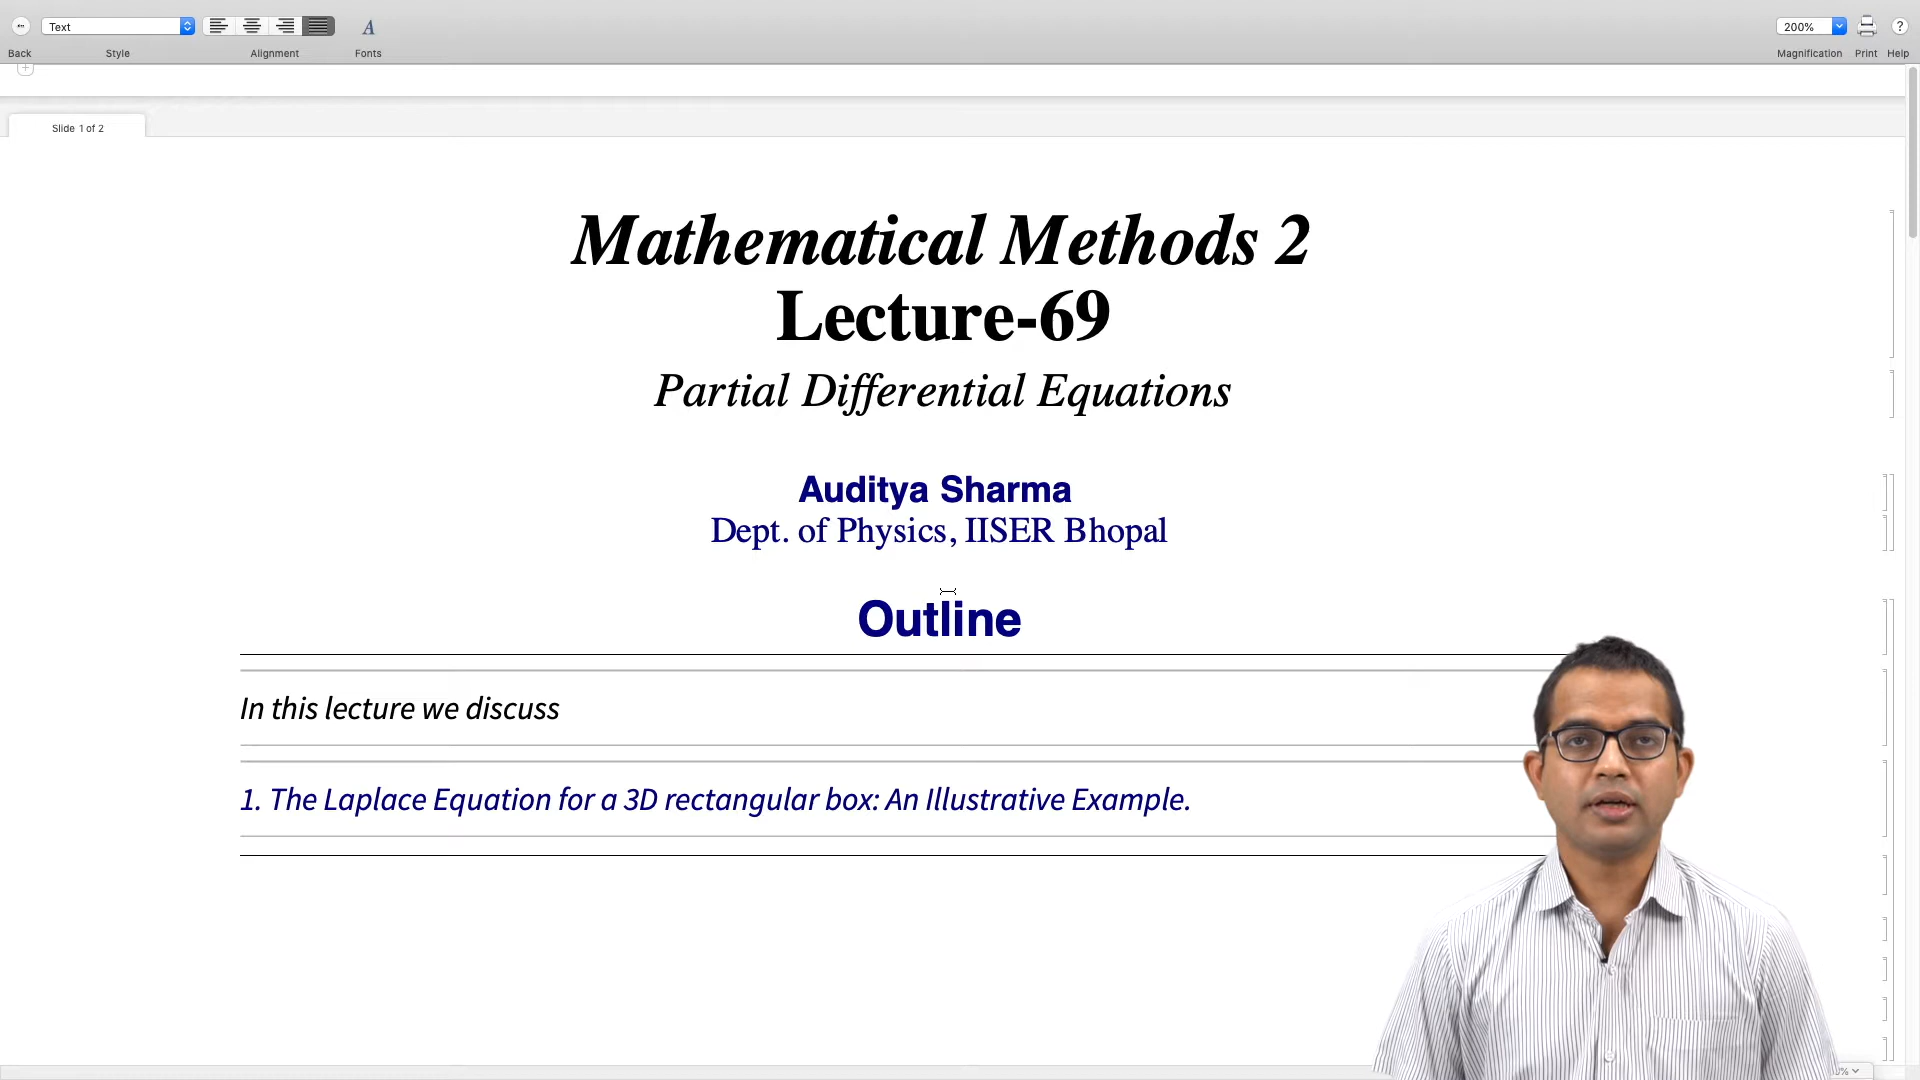 Text
Back
Style
Alignment
A
Fonts
200%
?
Magnification
Print
Help
Slide 1 of 2
Mathematical Methods 2
Lecture-69
Partial Differential Equations
Auditya Sharma
Dept. of Physics, IISER Bhopal
Outline
In this lecture we discuss
1. The Laplace Equation for a 3D rectangular box: An Illustrative Example.